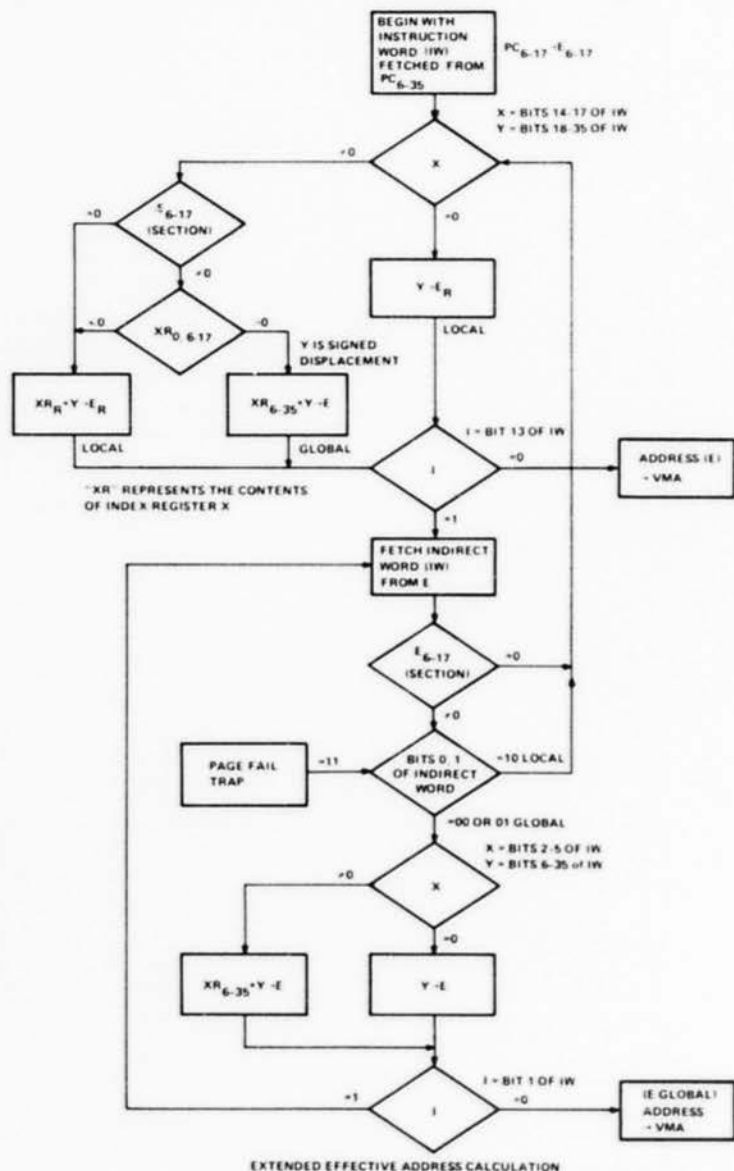 BEGIN WITH
INSTRUCTION
WORD (IW)
FETCHED FROM
PC6-35
PC6-17 -E6-17
X = BITS 14-17 OF IW
Y = BITS 18-35 OF IW
X
≠0
=0
E6-17
(SECTION)
=0
≠0
Y -ER
LOCAL
XR0, 6-17
=0
Y IS SIGNED
DISPLACEMENT
XRR+Y -ER
XR6-35+Y -E
LOCAL
GLOBAL
I = BIT 13 OF IW
I
=0
ADDRESS (E)
- VMA
"XR" REPRESENTS THE CONTENTS
OF INDEX REGISTER X
=1
FETCH INDIRECT
WORD (IW)
FROM E
E6-17
(SECTION)
=0
≠0
PAGE FAIL
TRAP
=11
BITS 0, 1
OF INDIRECT
WORD
=10 LOCAL
=00 OR 01 GLOBAL
X = BITS 2-5 OF IW
Y = BITS 6-35 of IW
X
≠0
=0
XR6-35+Y -E
Y -E
I = BIT 1 OF IW
=1
I
=0
(E GLOBAL)
ADDRESS
- VMA
EXTENDED EFFECTIVE ADDRESS CALCULATION